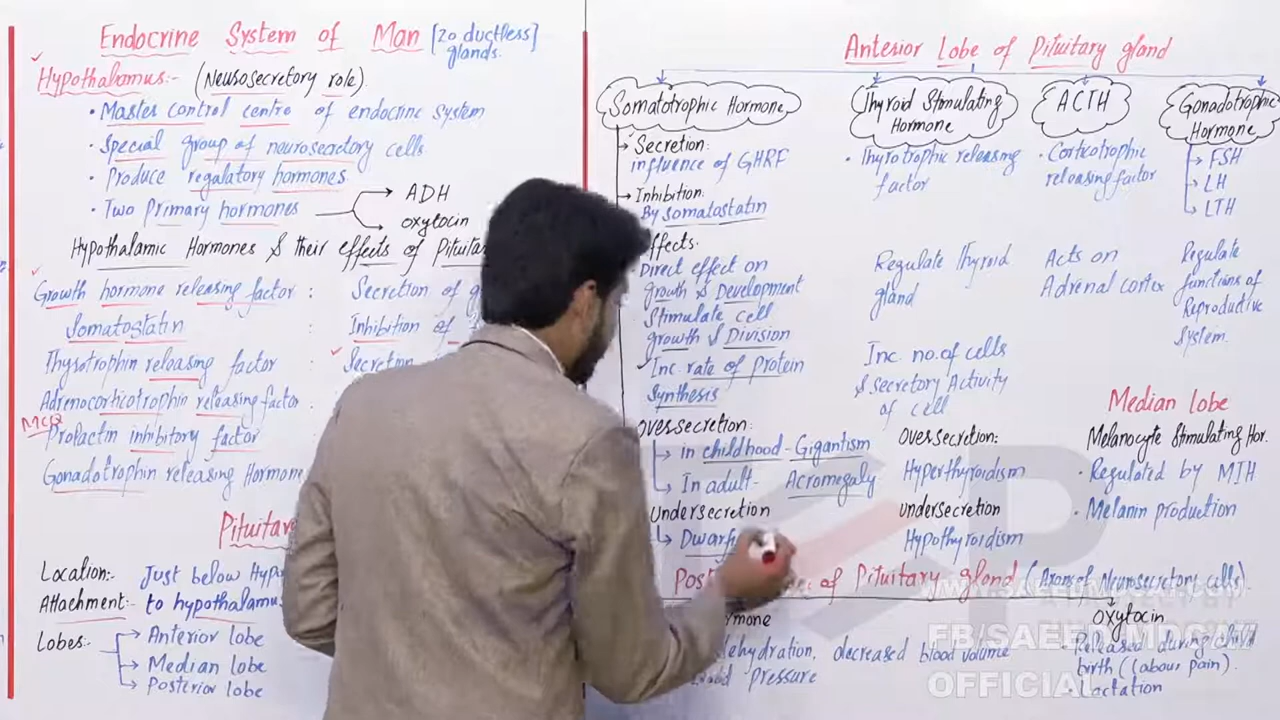 Endocrine System of Man [20 ductless] glands.
Hypothalamus:- (Neurosecretory role).
• Master control centre of endocrine system
• Special group of neurosecretory cells
• Produce regulatory hormones
• Two Primary hormones
ADH
oxytocin
Hypothalamic Hormones & their effects of
Growth hormone releasing factor : Secretion of
Somatostatin : Inhibition of
Thyrotrophin releasing factor : Secretion
Adrenocorticotrophin releasing factor :
MCQ
Prolactin inhibitory factor
Gonadotrophin releasing Hormone
Location:- Just below
Attachment:- to hypothalamus
Lobes:-
Anterior lobe
Median lobe
Posterior lobe
Anterior Lobe of Pituitary gland
Somatotrophic Hormone
Secretion:
influence of GHRF
Inhibition:
By Somatostatin
Direct effect on
growth & Development
Stimulate cell
growth & Division
Inc. rate of protein
Synthesis
Oversecretion:
In childhood - Gigantism
In adult - Acromegaly
Undersecretion
Thyroid Stimulating
Hormone
• Thyrotrophic releasing
factor
Regulate Thyroid
gland
Inc. no. of cells
& secretory Activity
of cell
Oversecretion:
Hyperthyroidism
undersecretion
Hypothyroidism
ACTH
• Corticotrophic
releasing factor
Acts on
Adrenal cortex
Gonadotrophic
Hormone
FSH
LH
LTH
Regulate
functions of
Reproductive
System.
Median lobe
Melanocyte Stimulating Hor.
• Regulated by MIH
• Melanin production
of Pituitary gland (Axons of Neurosecretory cells).
dehydration, decreased blood volume
pressure
oxytocin
• Released during child
birth (labour pain).
• Lactation
WWW.SAEEDMDCAT.COM
FB/SAEEDMDCAT
OFFICIAL